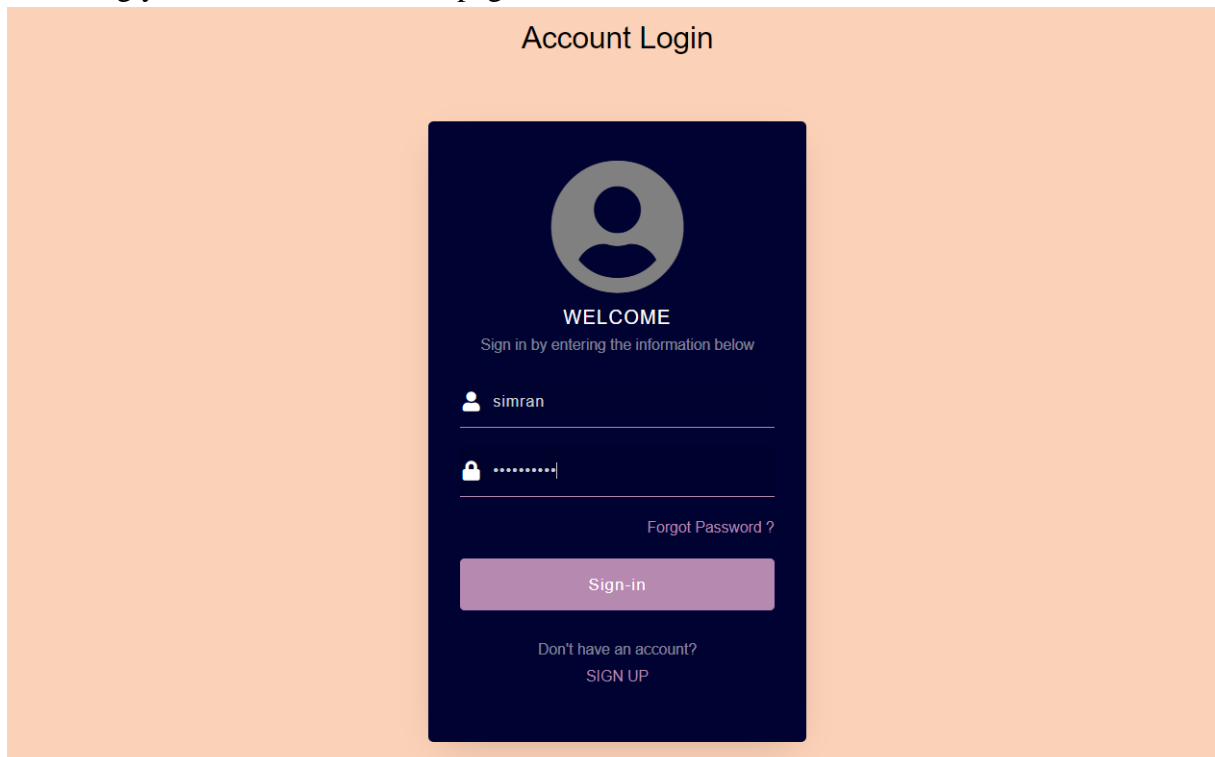 Account Login
WELCOME
Sign in by entering the information below
simran
••••••••••
Forgot Password ?
Sign-in
Don't have an account?
SIGN UP